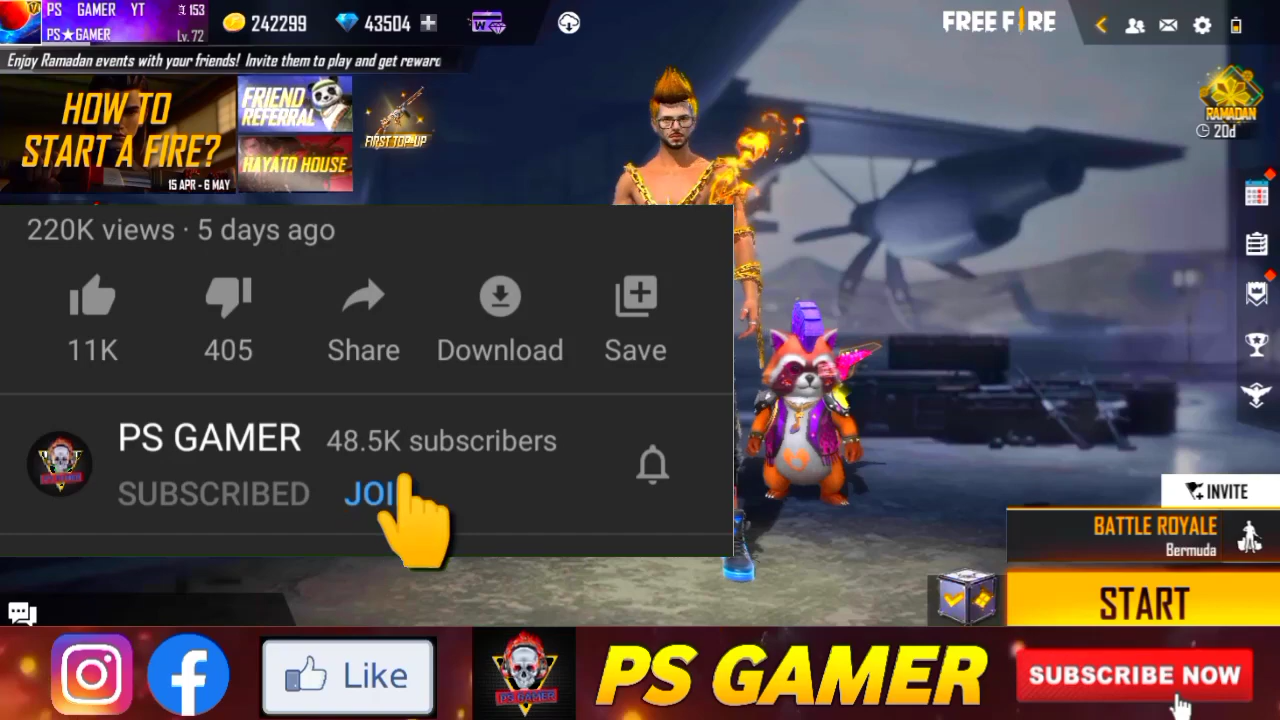 PS GAMER YT
153
PS★GAMER
Lv. 72
242299
43504
W
FREE FIRE
Enjoy Ramadan events with your friends! Invite them to play and get reward
HOW TO
START A FIRE?
15 APR - 6 MAY
FRIEND
REFERRAL
HAYATO HOUSE
FIRST TOP-UP
RAMADAN
20d
220K views · 5 days ago
11K
405
Share
Download
Save
PS GAMER
48.5K subscribers
SUBSCRIBED
JOI
INVITE
BATTLE ROYALE
Bermuda
START
Like
PS GAMER
PS GAMER
SUBSCRIBE NOW